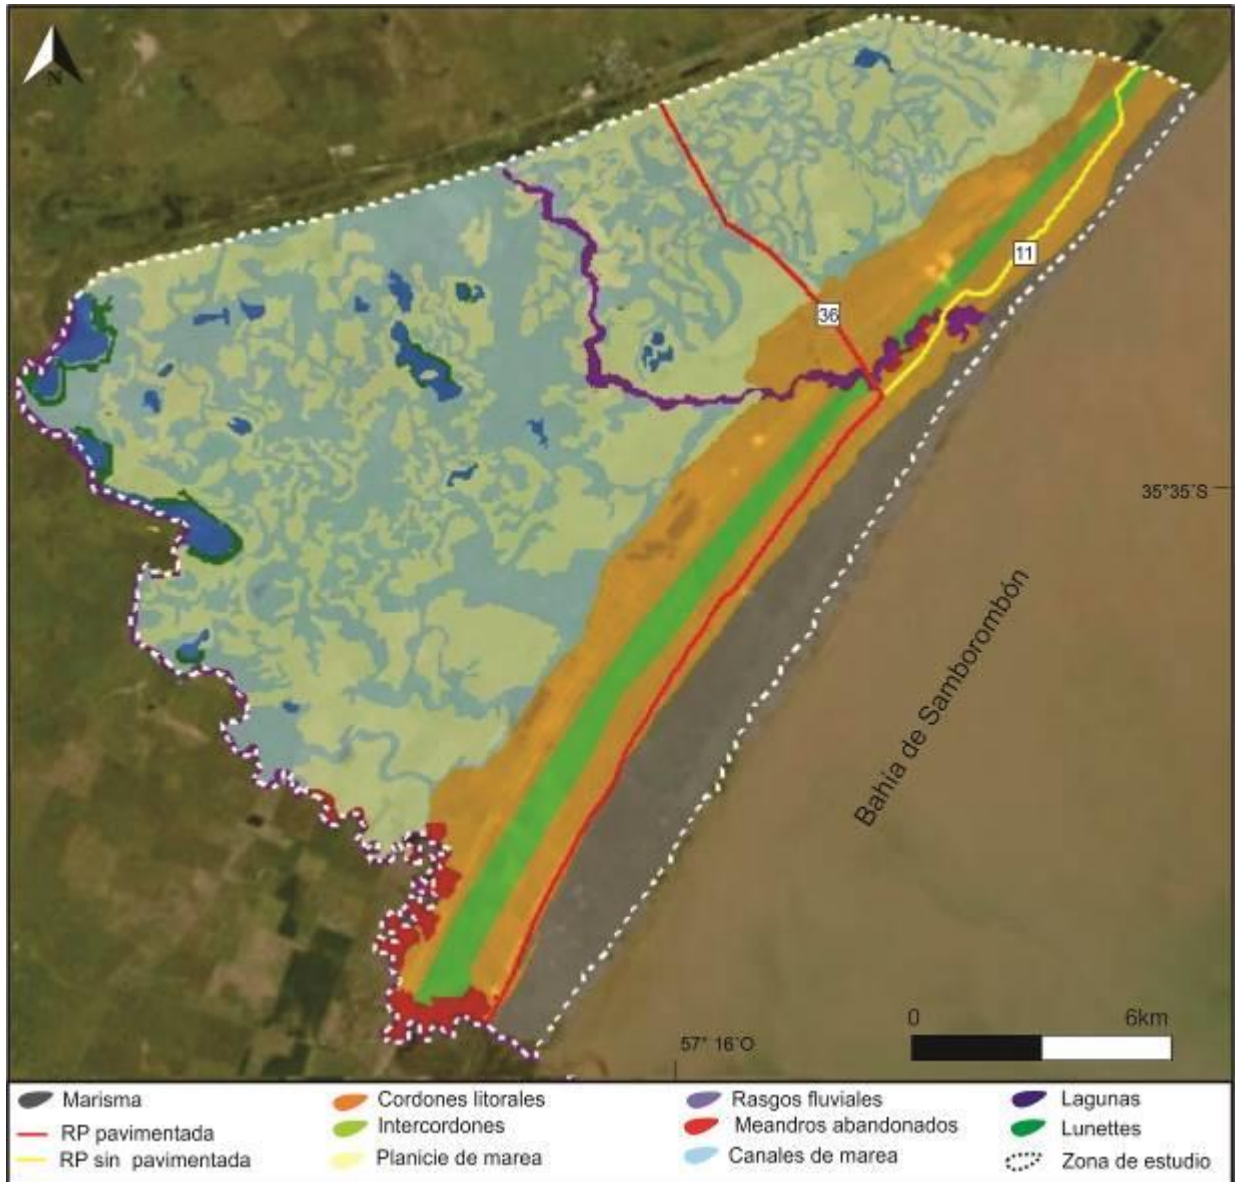 N
11
36
35°35'S
Bahía de Samborombón
57° 16'O
0 6km
Marisma
RP pavimentada
RP sin pavimentada
Cordones litorales
Intercordones
Planicie de marea
Rasgos fluviales
Meandros abandonados
Canales de marea
Lagunas
Lunettes
Zona de estudio